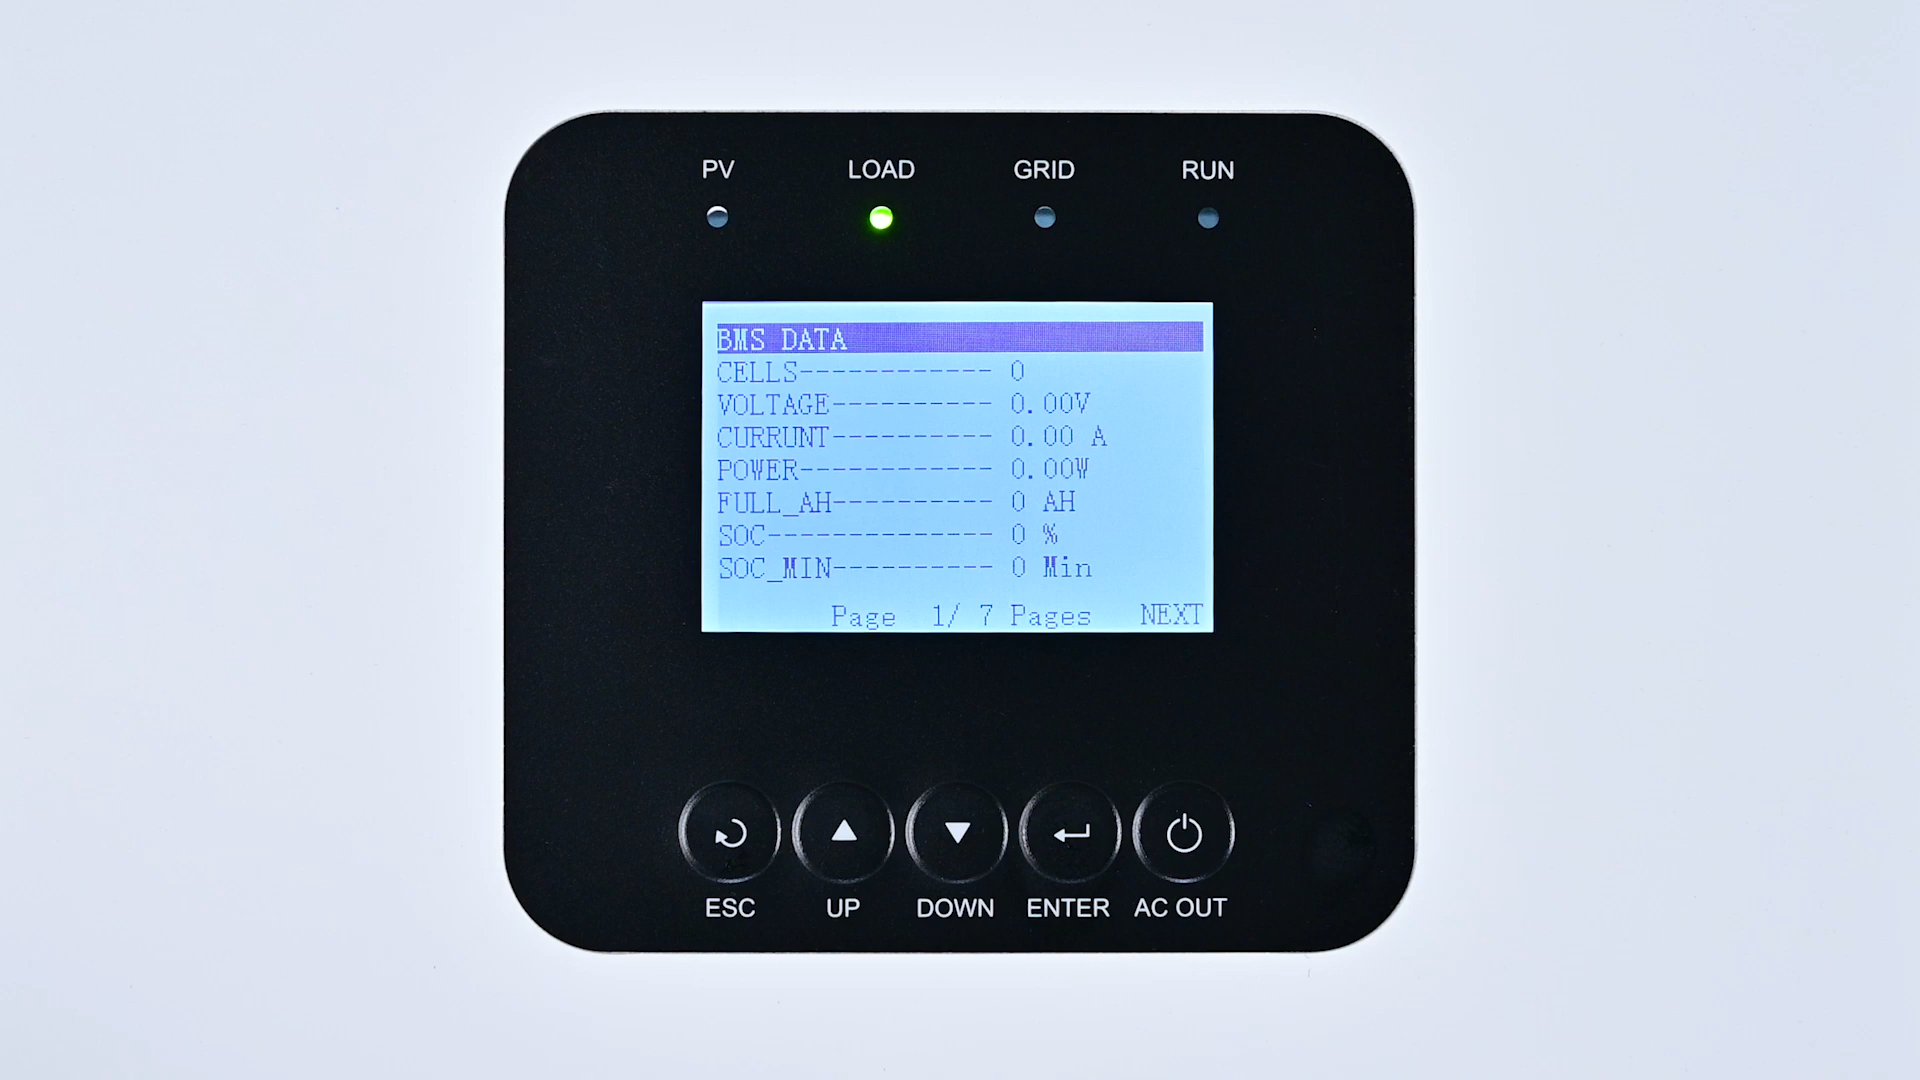 PV LOAD GRID RUN
BMS DATA
CELLS------------ 0
VOLTAGE---------- 0.00V
CURRUNT---------- 0.00 A
POWER------------ 0.00W
FULL_AH---------- 0 AH
SOC-------------- 0 %
SOC_MIN---------- 0 Min
Page 1/ 7 Pages NEXT
ESC UP DOWN ENTER AC OUT